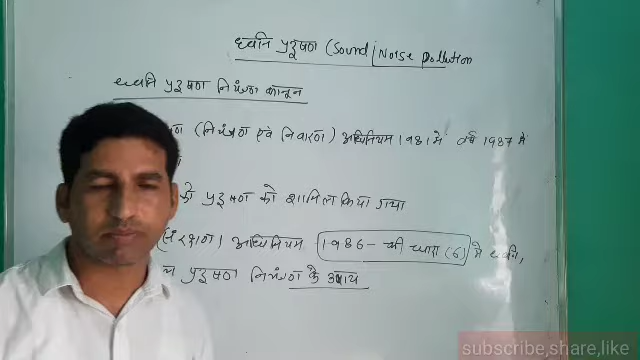 ध्वनि प्रदूषण (Sound/Noise Pollution
ध्वनि प्रदूषण नियंत्रण कानून
(नियंत्रण एवं निवारण) अधिनियम 1981 मे वर्ष 1987 मे
को प्रदूषण को शामिल किया गया
(संरक्षण) अधिनियम 1986 - की धारा (6) मे ध्वनि,
प्रदूषण नियंत्रण के उपाय
subscribe,share,like